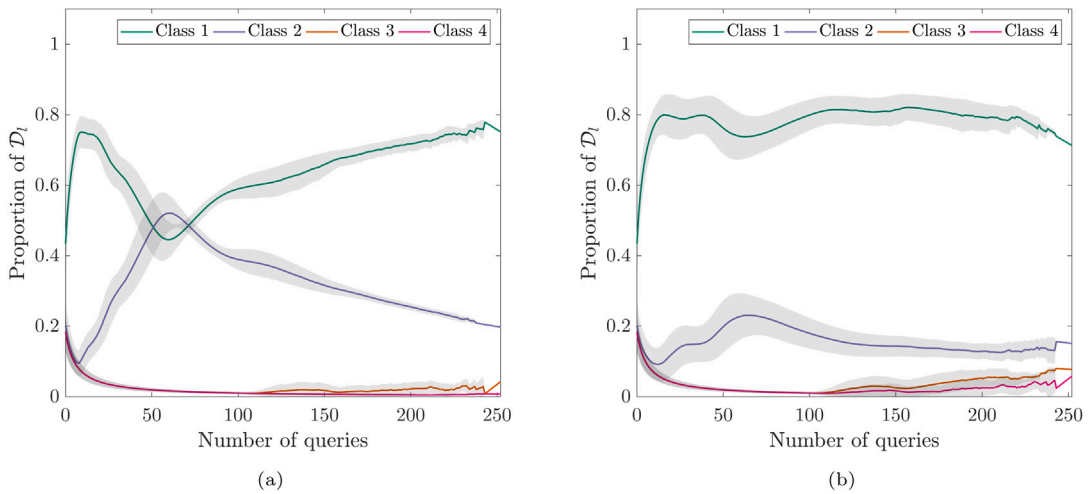 Class 1 Class 2 Class 3 Class 4
1
0.8
0.6
0.4
0.2
0
Proportion of 𝒟ₗ
0 50 100 150 200 250
Number of queries
(a)
Class 1 Class 2 Class 3 Class 4
1
0.8
0.6
0.4
0.2
0
Proportion of 𝒟ₗ
0 50 100 150 200 250
Number of queries
(b)